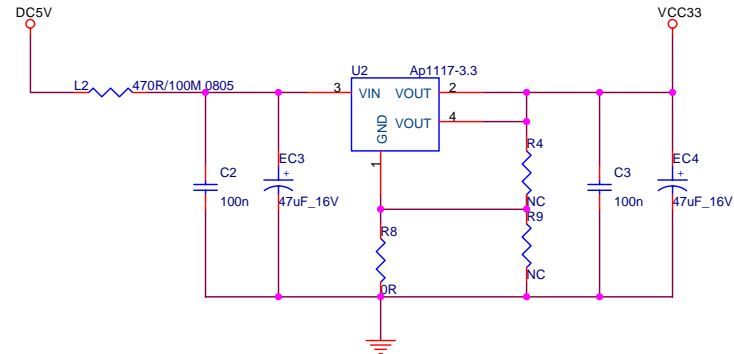 DC5V
VCC33
U2
Ap1117-3.3
L2
470R/100M 0805
3
VIN
VOUT
2
VOUT
4
GND
1
R4
NC
C2
100n
EC3
+
47uF_16V
C3
100n
EC4
+
47uF_16V
R9
NC
R8
0R